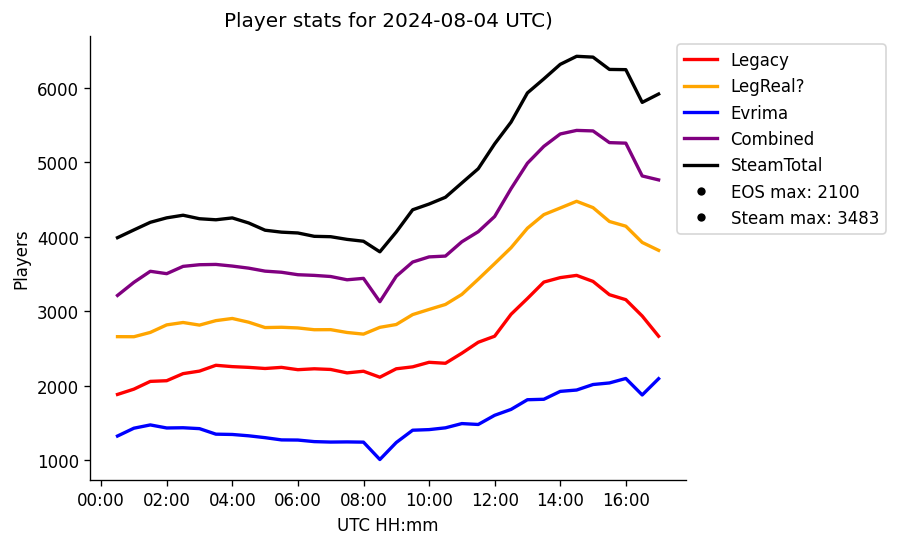 Player stats for 2024-08-04 UTC)
Legacy
LegReal?
Evrima
Combined
SteamTotal
EOS max: 2100
Steam max: 3483
Players
6000
5000
4000
3000
2000
1000
00:00 02:00 04:00 06:00 08:00 10:00 12:00 14:00 16:00
UTC HH:mm